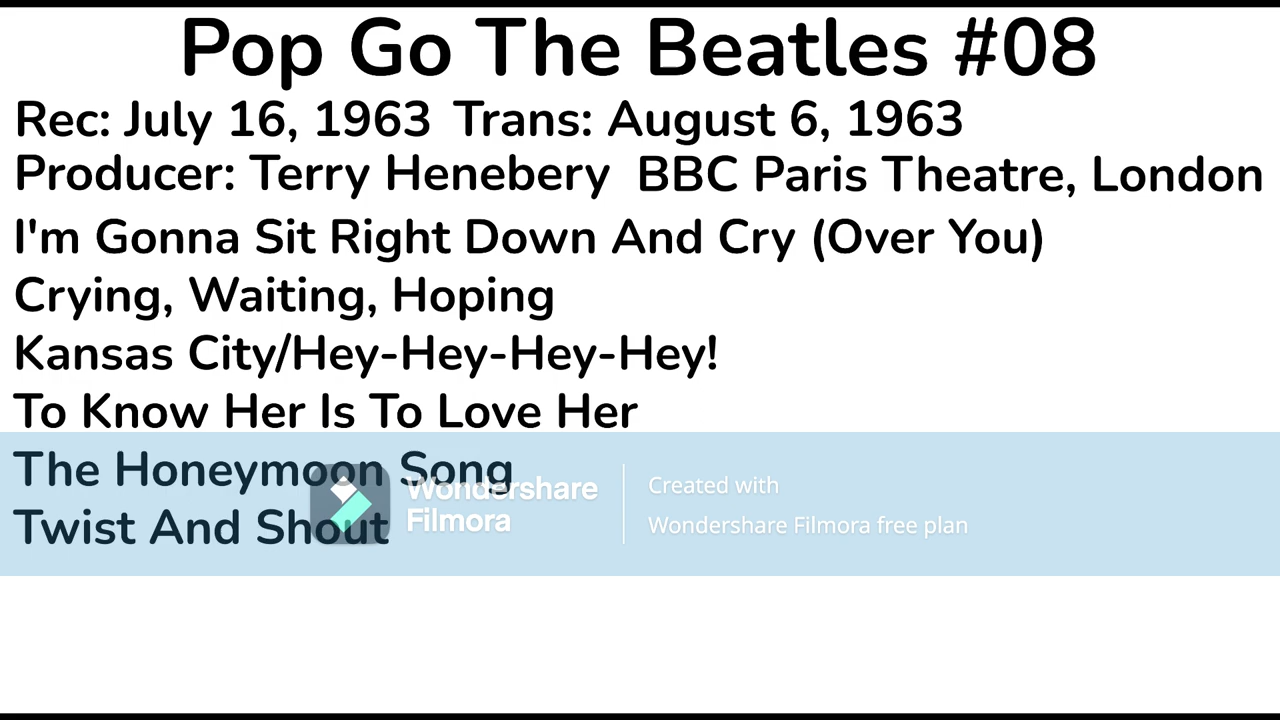 Pop Go The Beatles #08
Rec: July 16, 1963 Trans: August 6, 1963
Producer: Terry Henebery BBC Paris Theatre, London
I'm Gonna Sit Right Down And Cry (Over You)
Crying, Waiting, Hoping
Kansas City/Hey-Hey-Hey-Hey!
To Know Her Is To Love Her
The Honeymoon Song
Twist And Shout
Wondershare
Filmora
Created with
Wondershare Filmora free plan